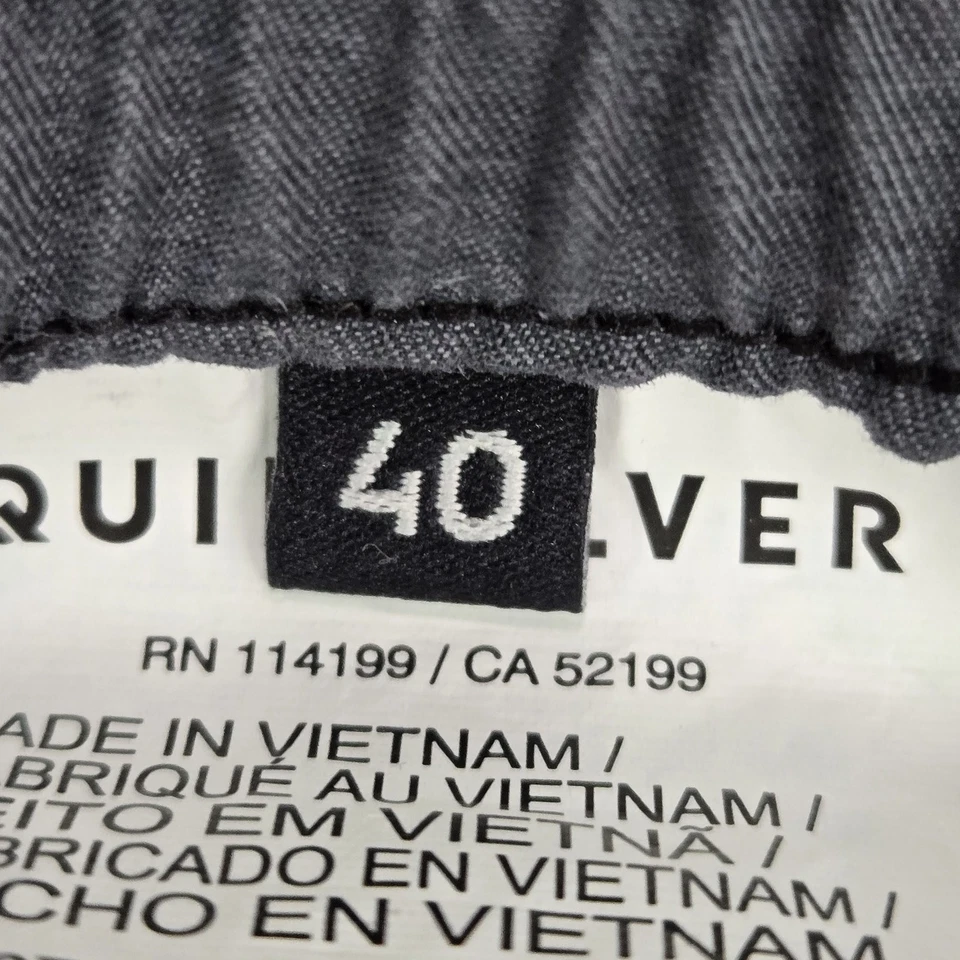 40
QUI LVER
RN 114199 / CA 52199
ADE IN VIETNAM /
ABRIQUÉ AU VIETNAM /
EITO EM VIETNÃ /
BRICADO EN VIETNAM /
CHO EN VIETNAM